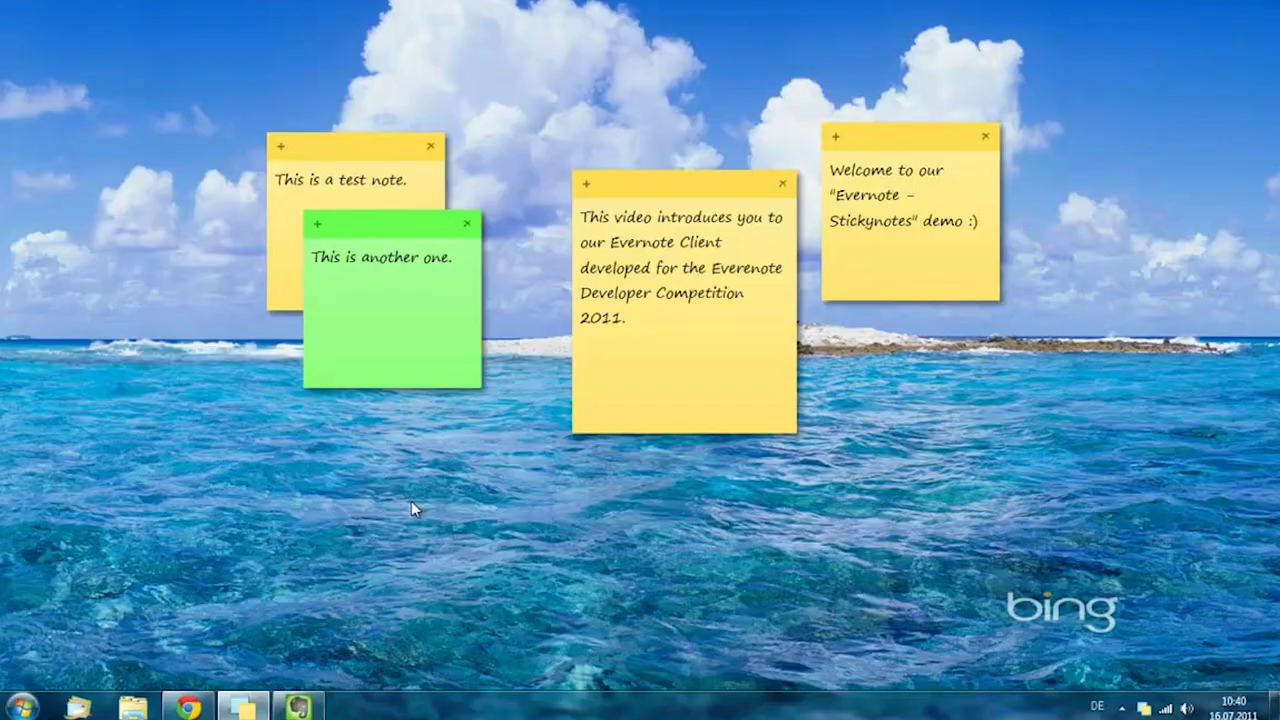 This is a test note.
This is another one.
This video introduces you to
our Evernote Client
developed for the Everenote
Developer Competition
2011.
Welcome to our
"Evernote -
Stickynotes" demo :)
bing
DE
10:40
16.07.2011